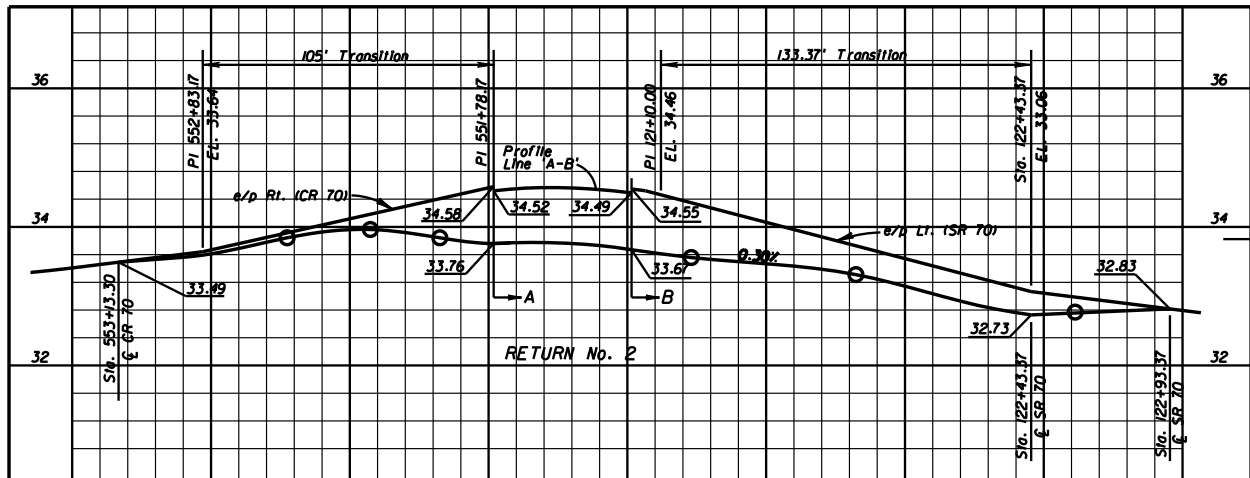 105' Transition
133.37' Transition
36
36
PI 552+83.17
EL. 33.64
PI 551+78.17
PI 121+10.00
EL. 34.46
Sta. 122+43.37
EL. 33.06
Profile
Line 'A-B'
e/p Rt. (CR 70)
34.58
34.52
34.49
34.55
34
34
e/p Lt. (SR 70)
33.49
33.76
33.67
0.30%
32.83
A
B
32.73
Sta. 553+13.30
℄ CR 70
32
RETURN No. 2
32
Sta. 122+43.37
℄ SR 70
Sta. 122+93.37
℄ SR 70